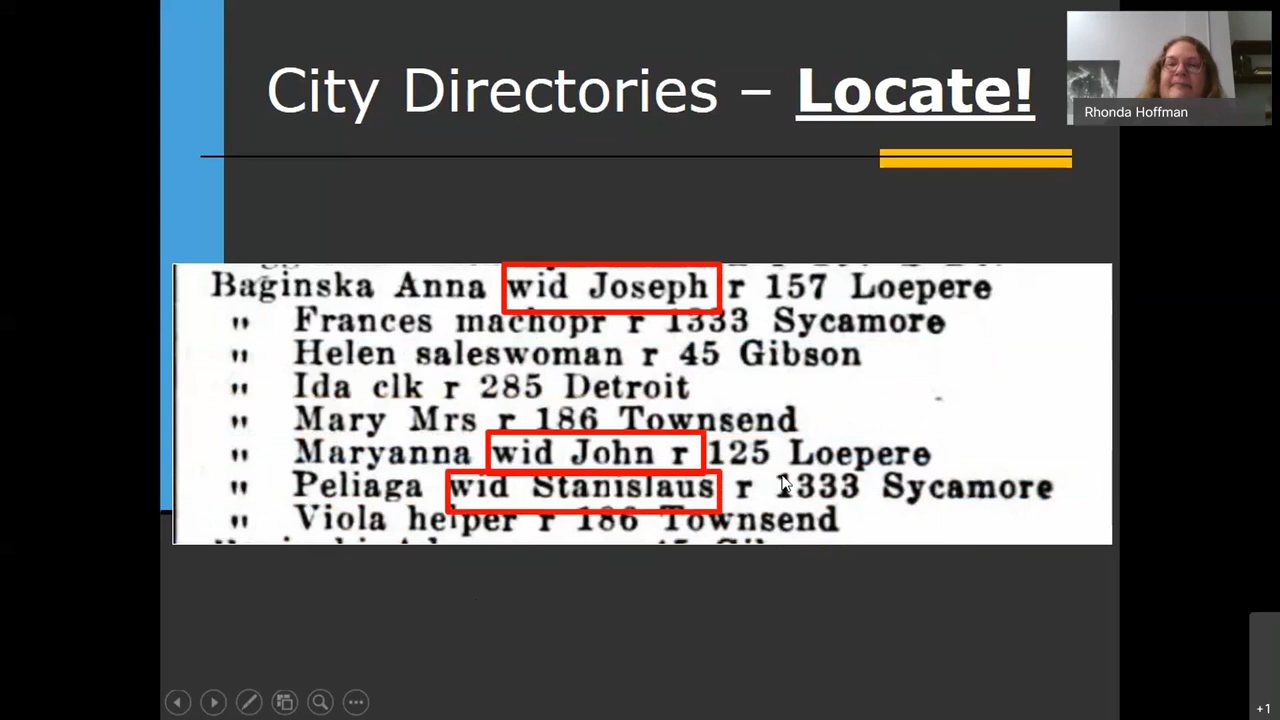 City Directories – Locate!
Rhonda Hoffman
Baginska Anna wid Joseph r 157 Loepere
" Frances machopr r 1333 Sycamore
" Helen saleswoman r 45 Gibson
" Ida clk r 285 Detroit
" Mary Mrs r 186 Townsend
" Maryanna wid John r 125 Loepere
" Peliaga wid Stanislaus r 1333 Sycamore
" Viola helper r 186 Townsend
+1